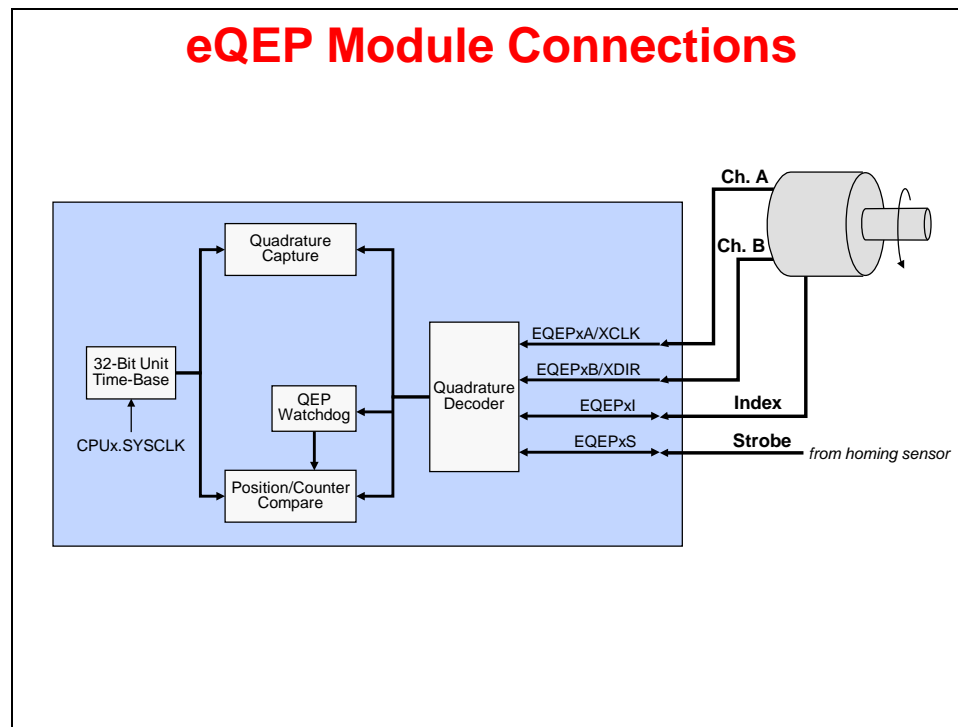 eQEP Module Connections
Ch. A
Quadrature
Capture
Ch. B
EQEPxA/XCLK
32-Bit Unit
Time-Base
EQEPxB/XDIR
Quadrature
Decoder
QEP
Watchdog
EQEPxI
Index
CPUx.SYSCLK
EQEPxS
Strobe
from homing sensor
Position/Counter
Compare